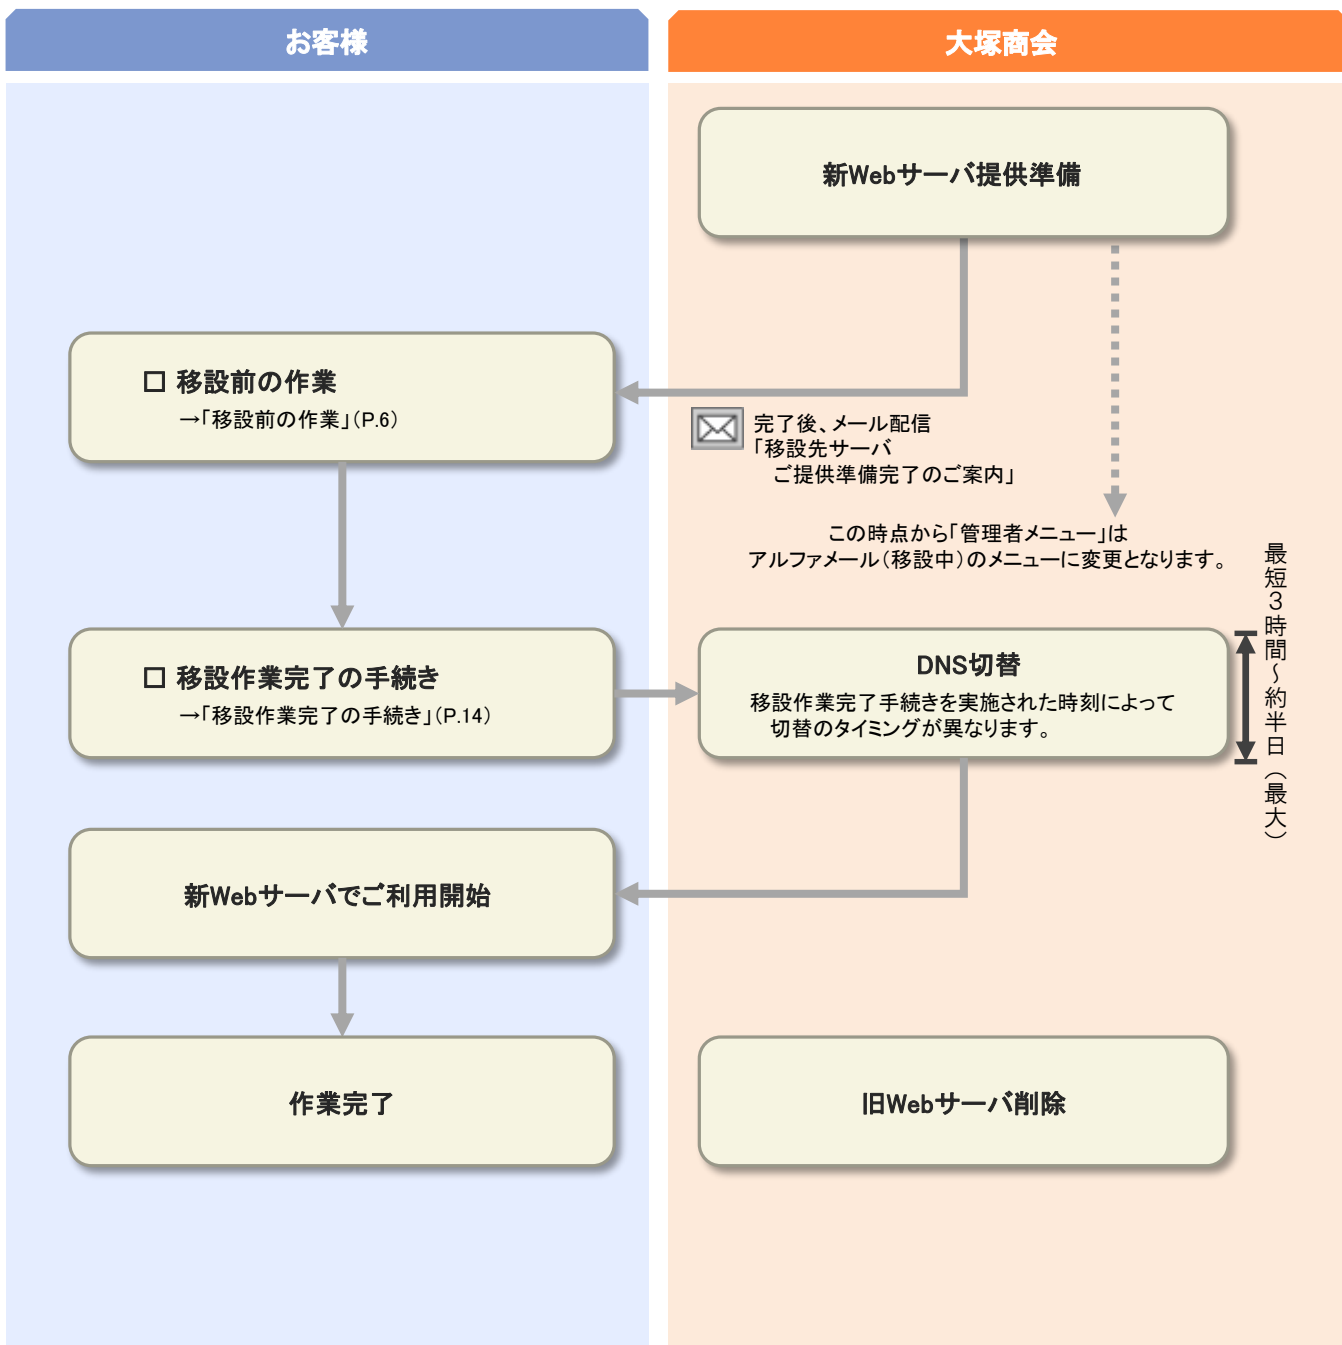 お客様
大塚商会
新Webサーバ提供準備
□ 移設前の作業
→「移設前の作業」(P.6)
完了後、メール配信
「移設先サーバ
ご提供準備完了のご案内」
この時点から「管理者メニュー」は
アルファメール(移設中)のメニューに変更となります。
最短3時間~約半日(最大)
□ 移設作業完了の手続き
→「移設作業完了の手続き」(P.14)
DNS切替
移設作業完了手続きを実施された時刻によって
切替のタイミングが異なります。
新Webサーバでご利用開始
作業完了
旧Webサーバ削除